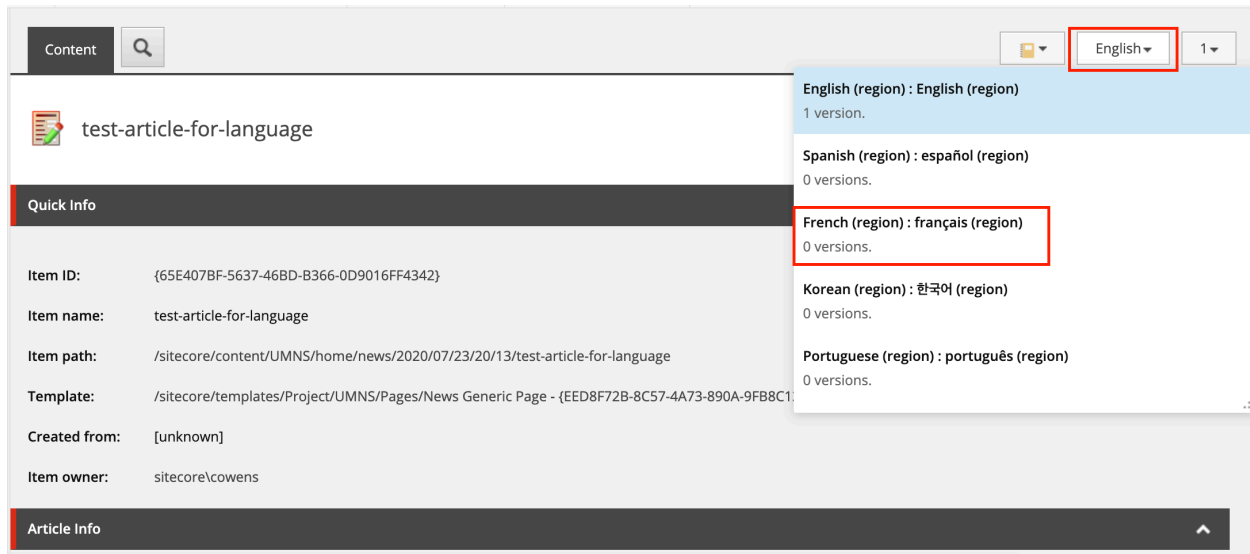 Content
English
1
test-article-for-language
English (region) : English (region)
1 version.
Spanish (region) : español (region)
0 versions.
French (region) : français (region)
0 versions.
Korean (region) : 한국어 (region)
0 versions.
Portuguese (region) : português (region)
0 versions.
Quick Info
Item ID: {65E407BF-5637-46BD-B366-0D9016FF4342}
Item name: test-article-for-language
Item path: /sitecore/content/UMNS/home/news/2020/07/23/20/13/test-article-for-language
Template: /sitecore/templates/Project/UMNS/Pages/News Generic Page - {EED8F72B-8C57-4A73-890A-9FB8C1
Created from: [unknown]
Item owner: sitecore\cowens
Article Info